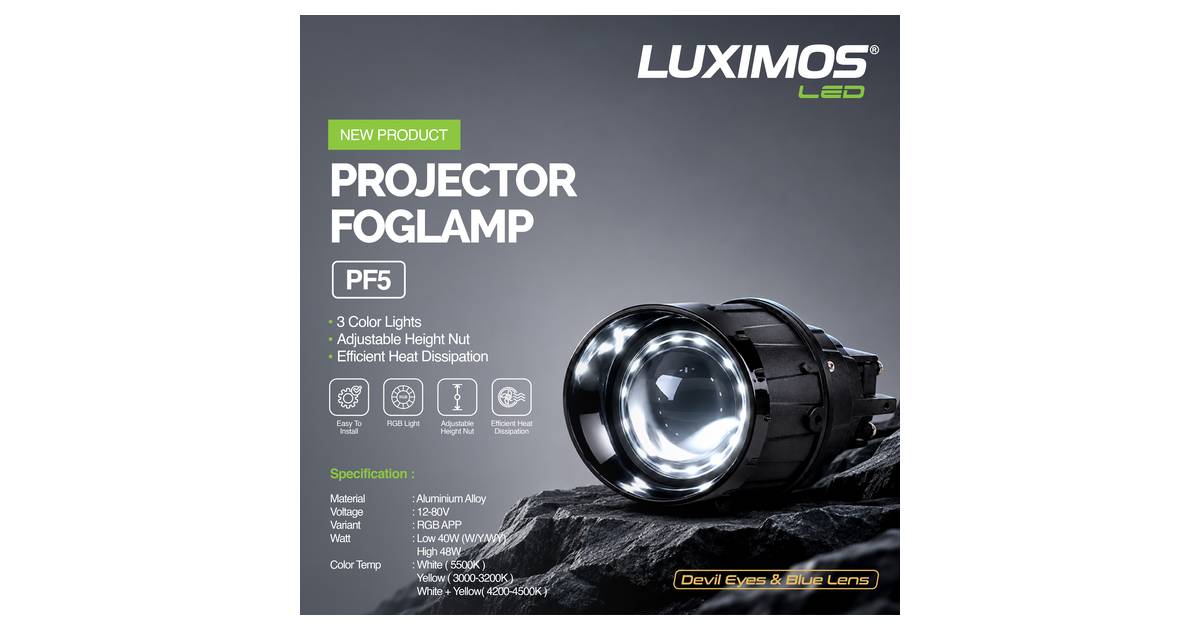 LUXIMOS®
LED
NEW PRODUCT
PROJECTOR
FOGLAMP
PF5
• 3 Color Lights
• Adjustable Height Nut
• Efficient Heat Dissipation
Easy To
Install
RGB
RGB Light
Adjustable
Height Nut
Efficient Heat
Dissipation
Specification :
Material : Aluminium Alloy
Voltage : 12-80V
Variant : RGB APP
Watt : Low 40W (W/Y/WY)
High 48W
Color Temp : White ( 5500K )
Yellow ( 3000-3200K )
White + Yellow( 4200-4500K )
Devil Eyes & Blue Lens